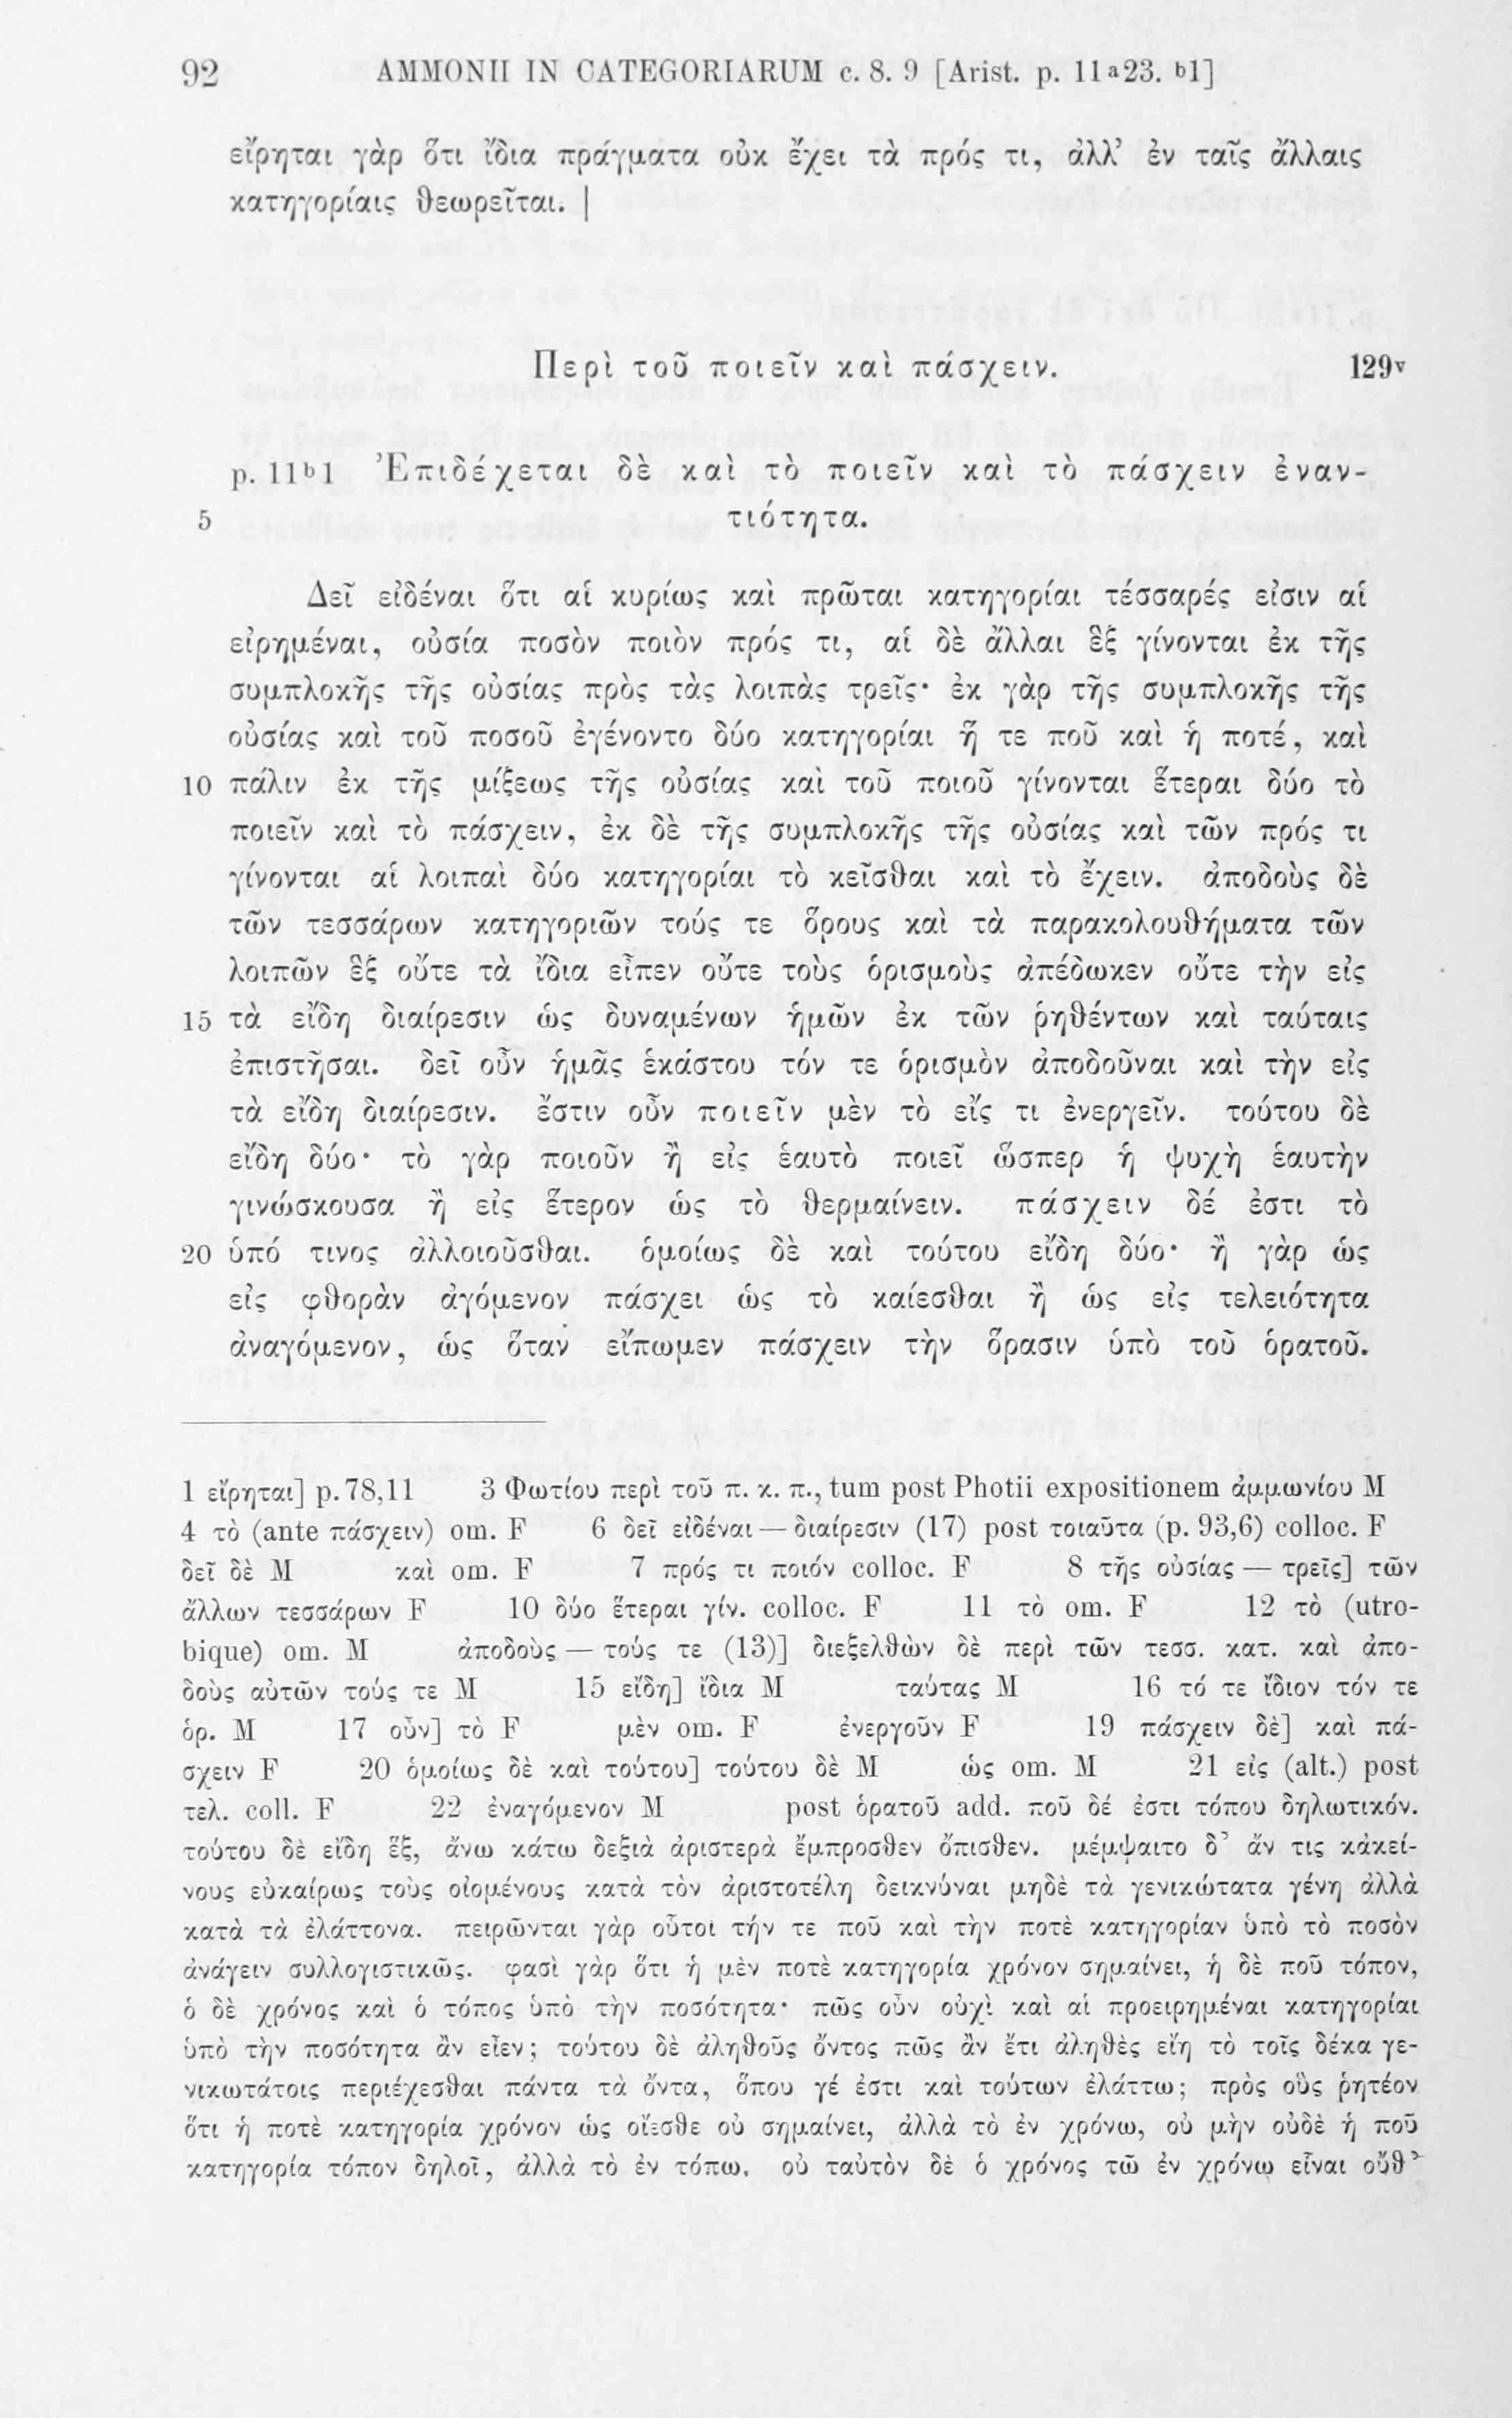 92 AMMONII IN CATEGORIARUM c. 8. 9 [Arist. p. 11a23. b1]
εἴρηται γὰρ ὅτι ἴδια πράγματα οὐκ ἔχει τὰ πρός τι, ἀλλ’ ἐν ταῖς ἄλλαις
κατηγορίαις θεωρεῖται. |
Περὶ τοῦ ποιεῖν καὶ πάσχειν. 129v
p. 11b1 Ἐπιδέχεται δὲ καὶ τὸ ποιεῖν καὶ τὸ πάσχειν ἐναν-
5 τιότητα.
Δεῖ εἰδέναι ὅτι αἱ κυρίως καὶ πρῶται κατηγορίαι τέσσαρές εἰσιν αἱ
εἰρημέναι, οὐσία ποσὸν ποιὸν πρός τι, αἱ δὲ ἄλλαι ἓξ γίνονται ἐκ τῆς
συμπλοκῆς τῆς οὐσίας πρὸς τὰς λοιπὰς τρεῖς· ἐκ γὰρ τῆς συμπλοκῆς τῆς
οὐσίας καὶ τοῦ ποσοῦ ἐγένοντο δύο κατηγορίαι ἥ τε ποῦ καὶ ἡ ποτέ, καὶ
10 πάλιν ἐκ τῆς μίξεως τῆς οὐσίας καὶ τοῦ ποιοῦ γίνονται ἕτεραι δύο τὸ
ποιεῖν καὶ τὸ πάσχειν, ἐκ δὲ τῆς συμπλοκῆς τῆς οὐσίας καὶ τῶν πρός τι
γίνονται αἱ λοιπαὶ δύο κατηγορίαι τὸ κεῖσθαι καὶ τὸ ἔχειν. ἀποδοὺς δὲ
τῶν τεσσάρων κατηγοριῶν τούς τε ὅρους καὶ τὰ παρακολουθήματα τῶν
λοιπῶν ἓξ οὔτε τὰ ἴδια εἶπεν οὔτε τοὺς ὁρισμοὺς ἀπέδωκεν οὔτε τὴν εἰς
15 τὰ εἴδη διαίρεσιν ὡς δυναμένων ἡμῶν ἐκ τῶν ῥηθέντων καὶ ταύταις
ἐπιστῆσαι. δεῖ οὖν ἡμᾶς ἑκάστου τόν τε ὁρισμὸν ἀποδοῦναι καὶ τὴν εἰς
τὰ εἴδη διαίρεσιν. ἔστιν οὖν ποιεῖν μὲν τὸ εἴς τι ἐνεργεῖν. τούτου δὲ
εἴδη δύο· τὸ γὰρ ποιοῦν ἢ εἰς ἑαυτὸ ποιεῖ ὥσπερ ἡ ψυχὴ ἑαυτὴν
γινώσκουσα ἢ εἰς ἕτερον ὡς τὸ θερμαίνειν. πάσχειν δέ ἐστι τὸ
20 ὑπό τινος ἀλλοιοῦσθαι. ὁμοίως δὲ καὶ τούτου εἴδη δύο· ἢ γὰρ ὡς
εἰς φθορὰν ἀγόμενον πάσχει ὡς τὸ καίεσθαι ἢ ὡς εἰς τελειότητα
ἀναγόμενον, ὡς ὅταν εἴπωμεν πάσχειν τὴν ὅρασιν ὑπὸ τοῦ ὁρατοῦ.
1 εἴρηται] p. 78,11 3 Φωτίου περὶ τοῦ π. κ. π., tum post Photii expositionem ἀμμωνίου M
4 τὸ (ante πάσχειν) om. F 6 δεῖ εἰδέναι — διαίρεσιν (17) post τοιαῦτα (p. 93,6) colloc. F
δεῖ δὲ M καὶ om. F 7 πρός τι ποιόν colloc. F 8 τῆς οὐσίας — τρεῖς] τῶν
ἄλλων τεσσάρων F 10 δύο ἕτεραι γίν. colloc. F 11 τὸ om. F 12 τὸ (utro-
bique) om. M ἀποδοὺς — τούς τε (13)] διεξελθὼν δὲ περὶ τῶν τεσσ. κατ. καὶ ἀπο-
δοὺς αὐτῶν τούς τε M 15 εἴδη] ἴδια M ταύτας M 16 τό τε ἴδιον τόν τε
ὁρ. M 17 οὖν] τὸ F μὲν om. F ἐνεργοῦν F 19 πάσχειν δὲ] καὶ πά-
σχειν F 20 ὁμοίως δὲ καὶ τούτου] τούτου δὲ M ὡς om. M 21 εἰς (alt.) post
τελ. coll. F 22 ἐναγόμενον M post ὁρατοῦ add. ποῦ δέ ἐστι τόπου δηλωτικόν.
τούτου δὲ εἴδη ἕξ, ἄνω κάτω δεξιὰ ἀριστερὰ ἔμπροσθεν ὄπισθεν. μέμψαιτο δ’ ἄν τις κἀκεί-
νους εὐκαίρως τοὺς οἰομένους κατὰ τὸν ἀριστοτέλη δεικνύναι μηδὲ τὰ γενικώτατα γένη ἀλλὰ
κατὰ τὰ ἐλάττονα. πειρῶνται γὰρ οὗτοι τήν τε ποῦ καὶ τὴν ποτὲ κατηγορίαν ὑπὸ τὸ ποσὸν
ἀνάγειν συλλογιστικῶς. φασὶ γὰρ ὅτι ἡ μὲν ποτὲ κατηγορία χρόνον σημαίνει, ἡ δὲ ποῦ τόπον,
ὁ δὲ χρόνος καὶ ὁ τόπος ὑπὸ τὴν ποσότητα· πῶς οὖν οὐχὶ καὶ αἱ προειρημέναι κατηγορίαι
ὑπὸ τὴν ποσότητα ἂν εἶεν; τούτου δὲ ἀληθοῦς ὄντος πῶς ἂν ἔτι ἀληθὲς εἴη τὸ τοῖς δέκα γε-
νικωτάτοις περιέχεσθαι πάντα τὰ ὄντα, ὅπου γέ ἐστι καὶ τούτων ἐλάττω; πρὸς οὓς ῥητέον
ὅτι ἡ ποτὲ κατηγορία χρόνον ὡς οἴεσθε οὐ σημαίνει, ἀλλὰ τὸ ἐν χρόνω, οὐ μὴν οὐδὲ ἡ ποῦ
κατηγορία τόπον δηλοῖ, ἀλλὰ τὸ ἐν τόπω. οὐ ταὐτὸν δὲ ὁ χρόνος τῶ ἐν χρόνω εἶναι οὔθ’